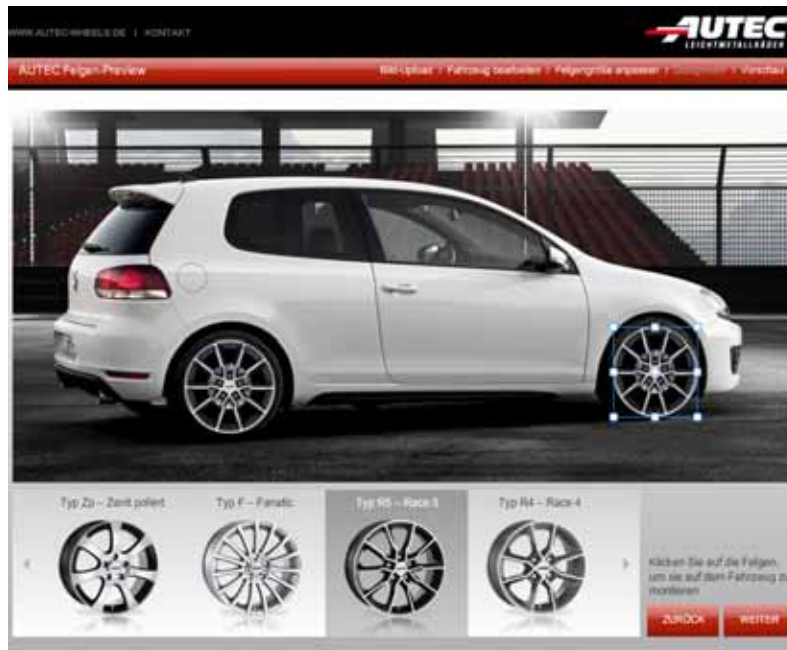 WWW.AUTEC-WHEELS.DE | KONTAKT
AUTEC
LEICHTMETALLRÄDER
AUTEC Felgen-Preview
Bild-Upload
Fahrzeug bearbeiten
Felgengröße anpassen
Vorschau
Typ Zp – Zenit poliert
Typ F – Fanatic
Typ R5 – Race 5
Typ R4 – Race 4
Klicken Sie auf die Felgen,
um sie auf dem Fahrzeug zu
montieren
ZURÜCK
WEITER